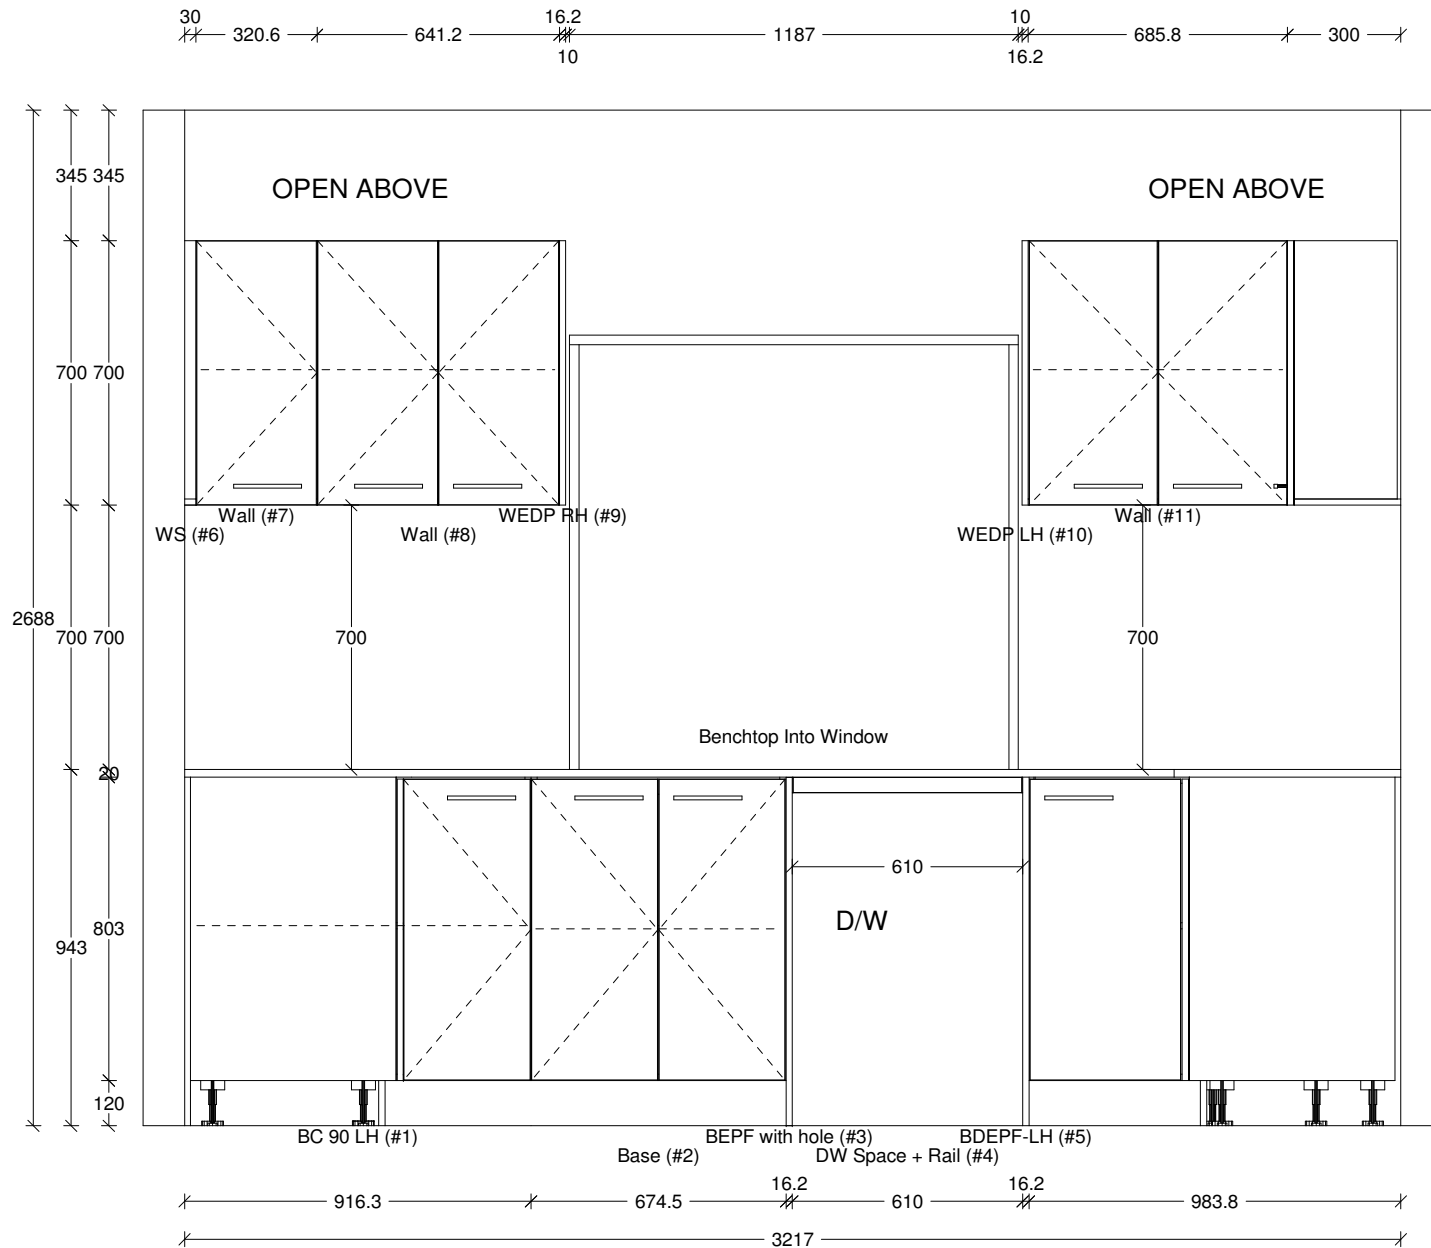 30 16.2 10
320.6 641.2 1187 685.8 300
10 16.2
345 345
OPEN ABOVE OPEN ABOVE
700 700
Wall (#7) WEDP RH (#9) Wall (#11)
WS (#6) Wall (#8) WEDP LH (#10)
2688
700 700 700 700
Benchtop Into Window
20
610
D/W
803
943
120
BC 90 LH (#1) BEPF with hole (#3) BDEPF-LH (#5)
Base (#2) DW Space + Rail (#4)
16.2 16.2
916.3 674.5 610 983.8
3217